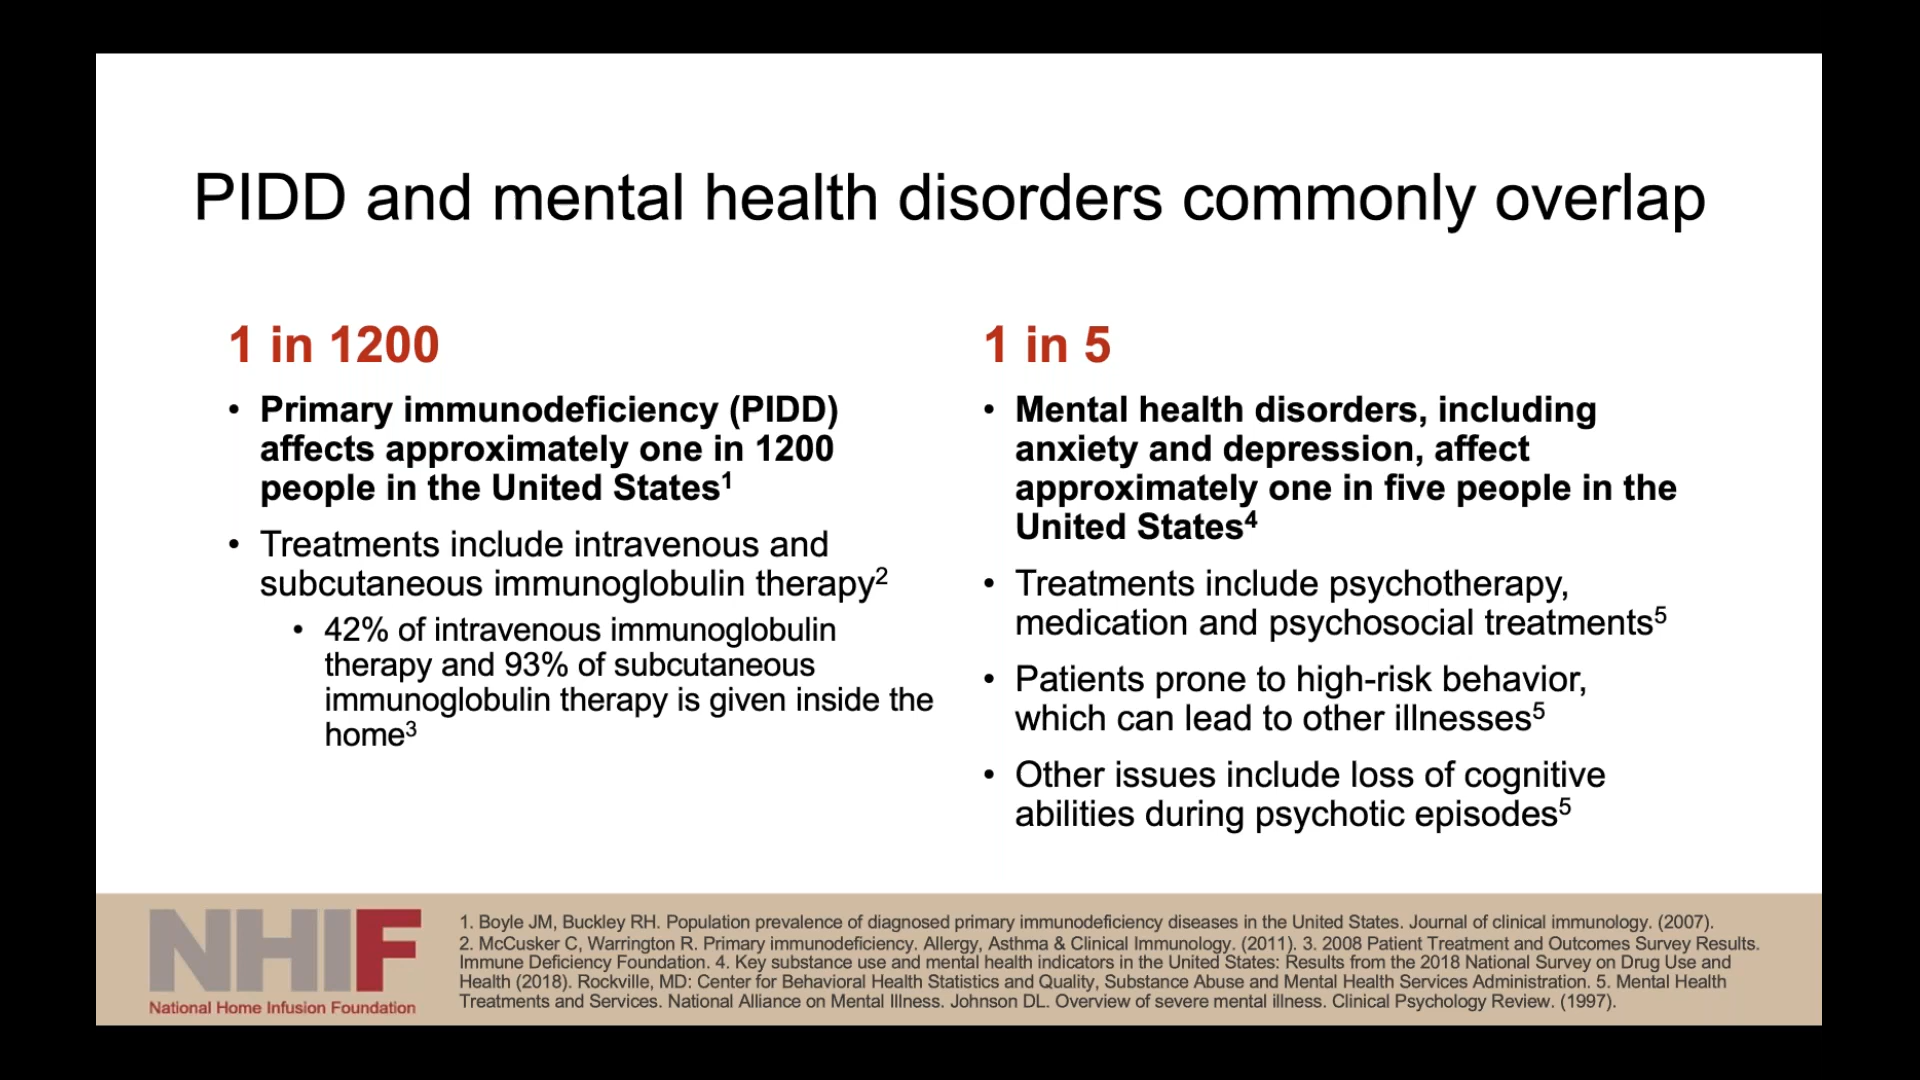 PIDD and mental health disorders commonly overlap
1 in 1200
• Primary immunodeficiency (PIDD)
affects approximately one in 1200
people in the United States¹
• Treatments include intravenous and
subcutaneous immunoglobulin therapy²
• 42% of intravenous immunoglobulin
therapy and 93% of subcutaneous
immunoglobulin therapy is given inside the
home³
1 in 5
• Mental health disorders, including
anxiety and depression, affect
approximately one in five people in the
United States⁴
• Treatments include psychotherapy,
medication and psychosocial treatments⁵
• Patients prone to high-risk behavior,
which can lead to other illnesses⁵
• Other issues include loss of cognitive
abilities during psychotic episodes⁵
NHIF
National Home Infusion Foundation
1. Boyle JM, Buckley RH. Population prevalence of diagnosed primary immunodeficiency diseases in the United States. Journal of clinical immunology. (2007).
2. McCusker C, Warrington R. Primary immunodeficiency. Allergy, Asthma & Clinical Immunology. (2011). 3. 2008 Patient Treatment and Outcomes Survey Results.
Immune Deficiency Foundation. 4. Key substance use and mental health indicators in the United States: Results from the 2018 National Survey on Drug Use and
Health (2018). Rockville, MD: Center for Behavioral Health Statistics and Quality, Substance Abuse and Mental Health Services Administration. 5. Mental Health
Treatments and Services. National Alliance on Mental Illness. Johnson DL. Overview of severe mental illness. Clinical Psychology Review. (1997).